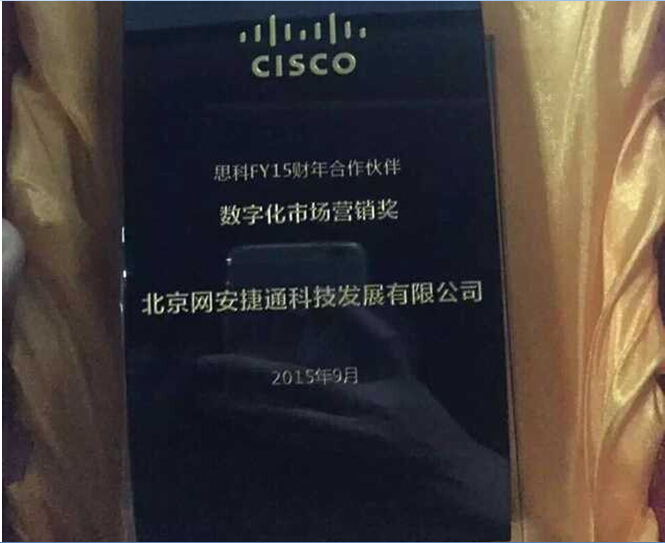 CISCO
思科FY15财年合作伙伴
数字化市场营销奖
北京网安捷通科技发展有限公司
2015年9月